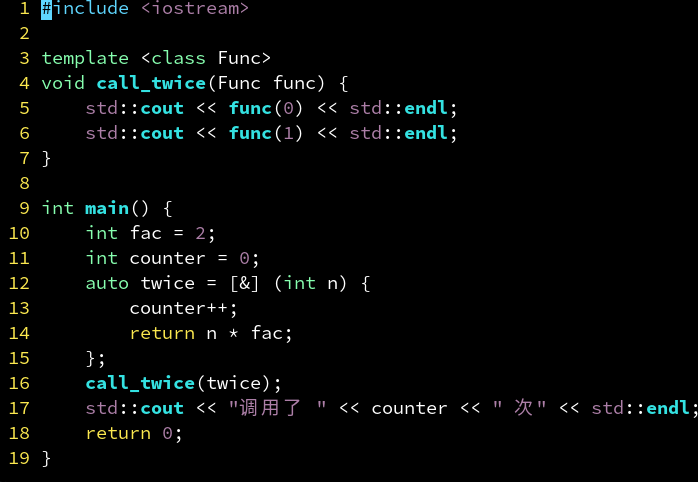 1 #include <iostream>
2
3 template <class Func>
4 void call_twice(Func func) {
5     std::cout << func(0) << std::endl;
6     std::cout << func(1) << std::endl;
7 }
8
9 int main() {
10     int fac = 2;
11     int counter = 0;
12     auto twice = [&] (int n) {
13         counter++;
14         return n * fac;
15     };
16     call_twice(twice);
17     std::cout << "调用了 " << counter << " 次" << std::endl;
18     return 0;
19 }